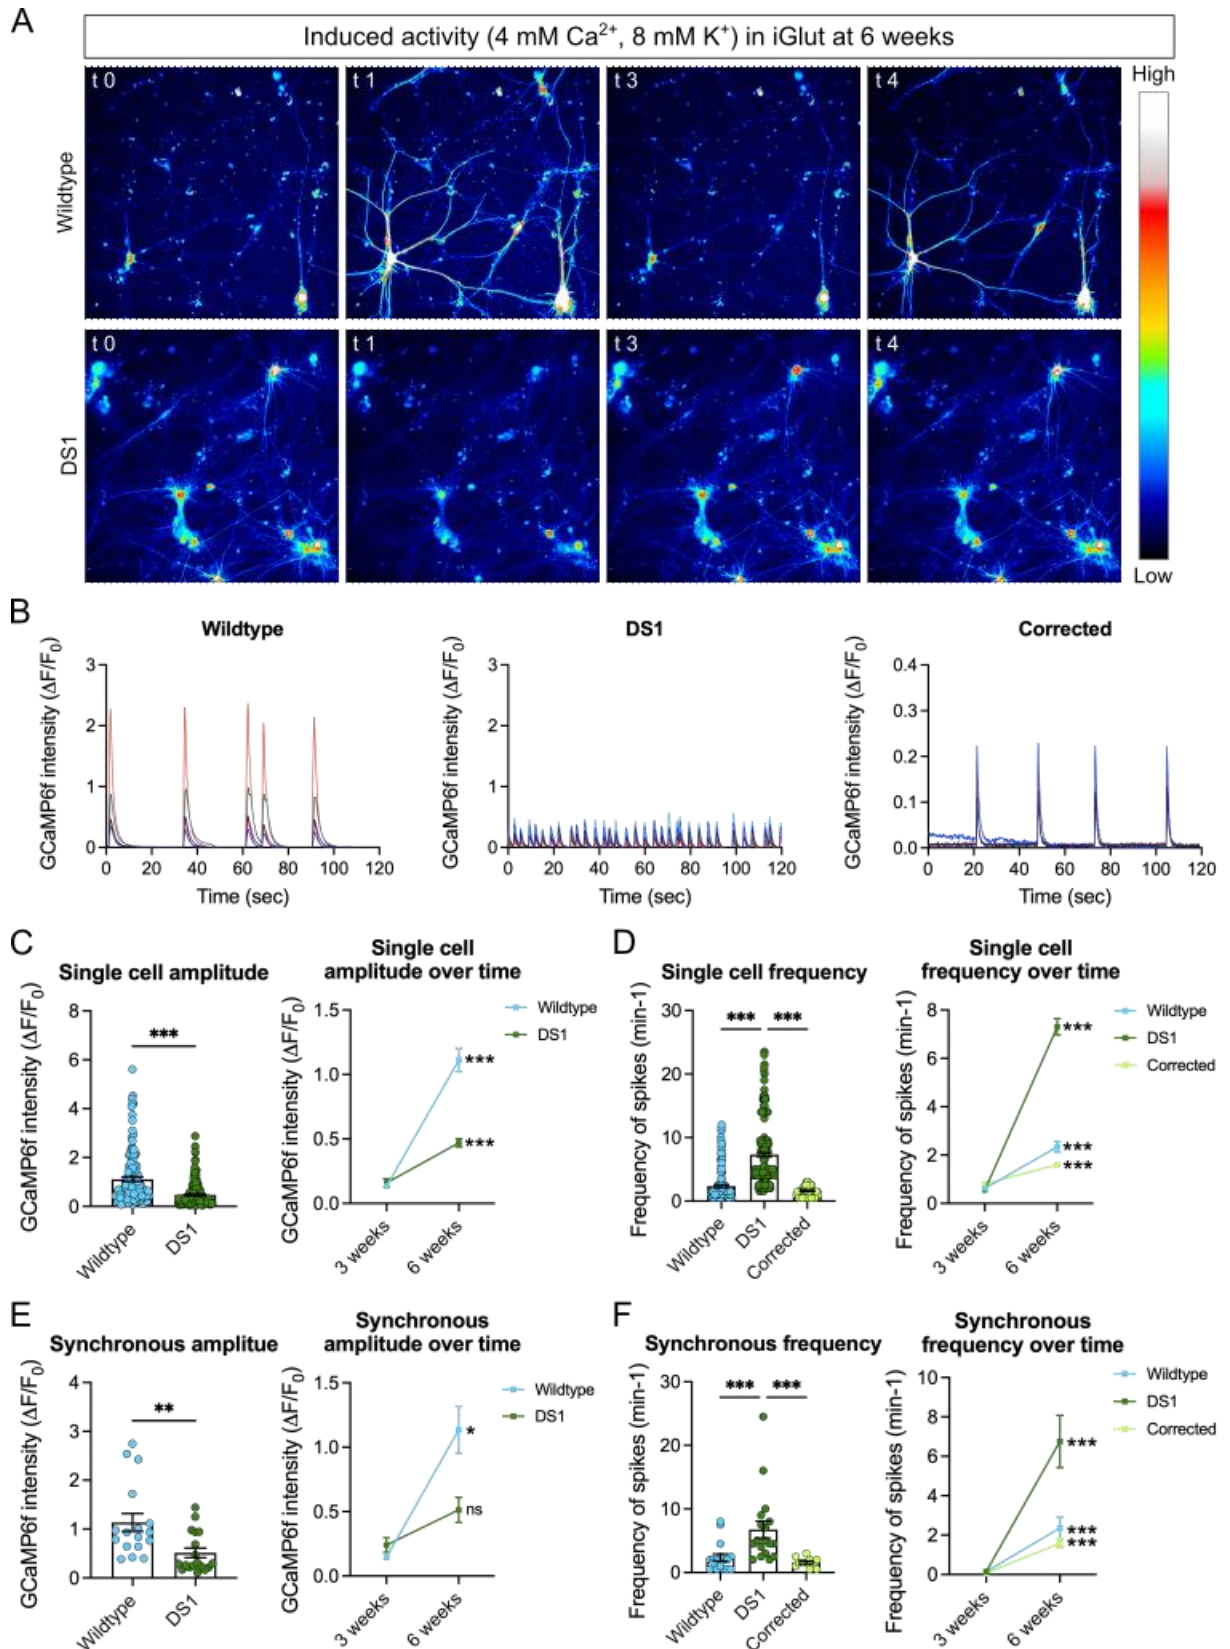 A
Induced activity (4 mM Ca²⁺, 8 mM K⁺) in iGlut at 6 weeks
Wildtype
t 0
t 1
t 3
t 4
High
DS1
t 0
t 1
t 3
t 4
Low
B
Wildtype
GCaMP6f intensity (ΔF/F₀)
3
2
1
0
0 20 40 60 80 100 120
Time (sec)
DS1
GCaMP6f intensity (ΔF/F₀)
3
2
1
0
0 20 40 60 80 100 120
Time (sec)
Corrected
GCaMP6f intensity (ΔF/F₀)
0.4
0.3
0.2
0.1
0.0
0 20 40 60 80 100 120
Time (sec)
C
Single cell amplitude
GCaMP6f intensity (ΔF/F₀)
8
6
4
2
0
***
Wildtype
DS1
Single cell
amplitude over time
GCaMP6f intensity (ΔF/F₀)
1.5
1.0
0.5
0.0
***
***
3 weeks
6 weeks
Wildtype
DS1
D
Single cell frequency
Frequency of spikes (min-1)
30
20
10
0
*** ***
Wildtype
DS1
Corrected
Single cell
frequency over time
Frequency of spikes (min-1)
8
6
4
2
0
***
***
***
3 weeks
6 weeks
Wildtype
DS1
Corrected
E
Synchronous amplitue
GCaMP6f intensity (ΔF/F₀)
4
3
2
1
0
**
Wildtype
DS1
Synchronous
amplitude over time
GCaMP6f intensity (ΔF/F₀)
1.5
1.0
0.5
0.0
*
ns
3 weeks
6 weeks
Wildtype
DS1
F
Synchronous frequency
Frequency of spikes (min-1)
30
20
10
0
*** ***
Wildtype
DS1
Corrected
Synchronous
frequency over time
Frequency of spikes (min-1)
10
8
6
4
2
0
***
***
***
3 weeks
6 weeks
Wildtype
DS1
Corrected